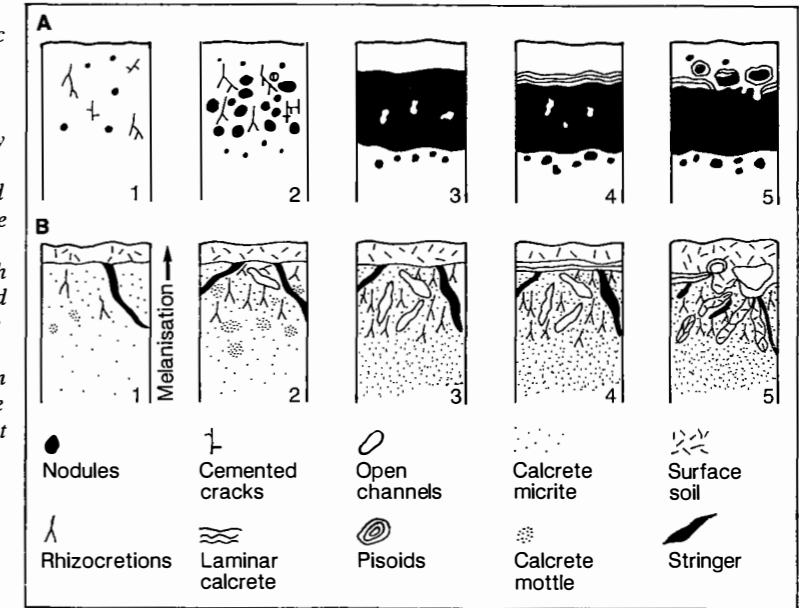 A
1
2
3
4
5
B
Melanisation
1
2
3
4
5
Nodules
Cemented
cracks
Open
channels
Calcrete
micrite
Surface
soil
Rhizocretions
Laminar
calcrete
Pisoids
Calcrete
mottle
Stringer